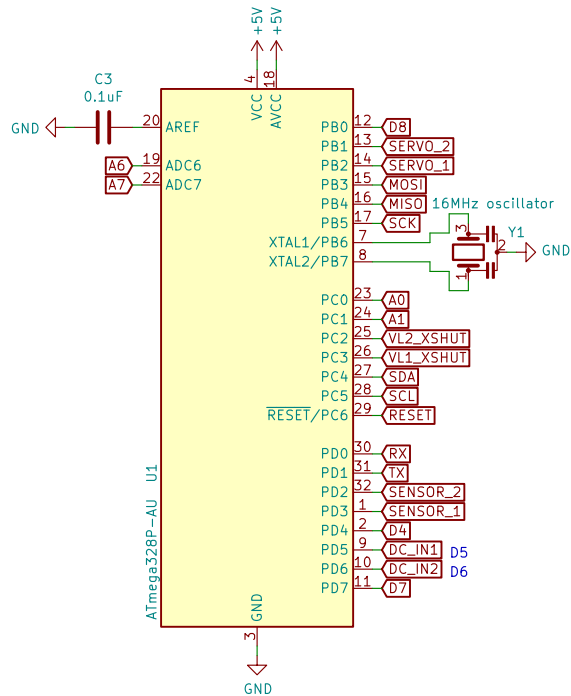 +5V
+5V
4
18
VCC
AVCC
C3
0.1uF
GND
20
AREF
A6
19
ADC6
A7
22
ADC7
PB0
12
D8
PB1
13
SERVO_2
PB2
14
SERVO_1
PB3
15
MOSI
PB4
16
MISO
PB5
17
SCK
16MHz oscillator
XTAL1/PB6
7
XTAL2/PB7
8
3
Y1
2
1
GND
PC0
23
A0
PC1
24
A1
PC2
25
VL2_XSHUT
PC3
26
VL1_XSHUT
PC4
27
SDA
PC5
28
SCL
RESET/PC6
29
RESET
PD0
30
RX
PD1
31
TX
PD2
32
SENSOR_2
PD3
1
SENSOR_1
PD4
2
D4
PD5
9
DC_IN1
D5
PD6
10
DC_IN2
D6
PD7
11
D7
U1
ATmega328P-AU
GND
3
GND